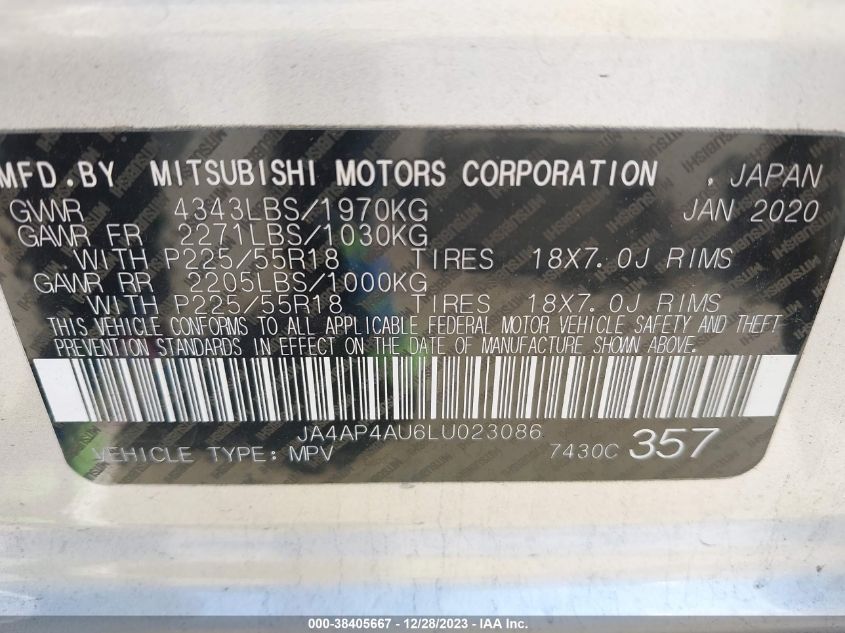 MFD.BY MITSUBISHI MOTORS CORPORATION . JAPAN
GVWR 4343LBS/1970KG JAN 2020
GAWR FR 2271LBS/1030KG
WITH P225/55R18 TIRES 18X7.0J RIMS
GAWR RR 2205LBS/1000KG
WITH P225/55R18 TIRES 18X7.0J RIMS
THIS VEHICLE CONFORMS TO ALL APPLICABLE FEDERAL MOTOR VEHICLE SAFETY AND THEFT
PREVENTION STANDARDS IN EFFECT ON THE DATE OF MANUFACTURE SHOWN ABOVE.
JA4AP4AU6LU023086
VEHICLE TYPE: MPV 7430C 357
000-38405667 - 12/28/2023 - IAA Inc.